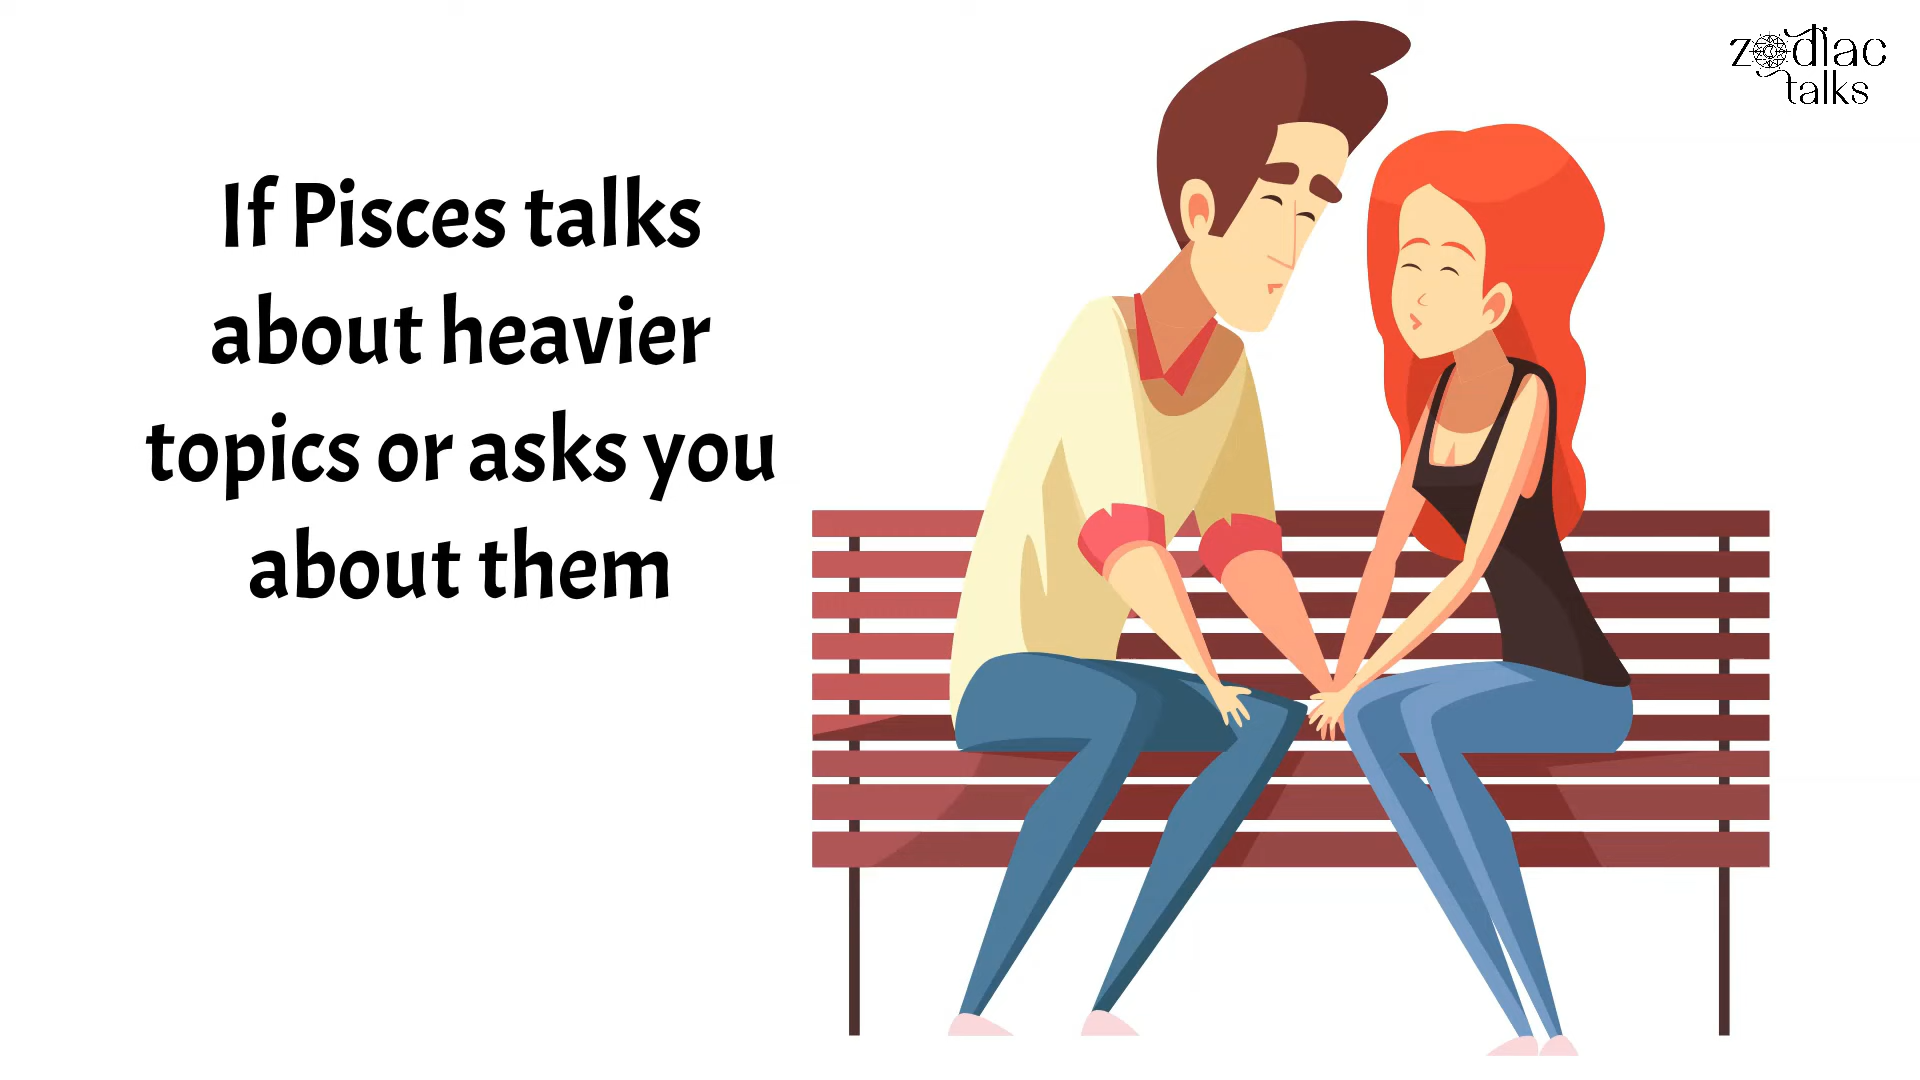 If Pisces talks
about heavier
topics or asks you
about them
zodiac
talks